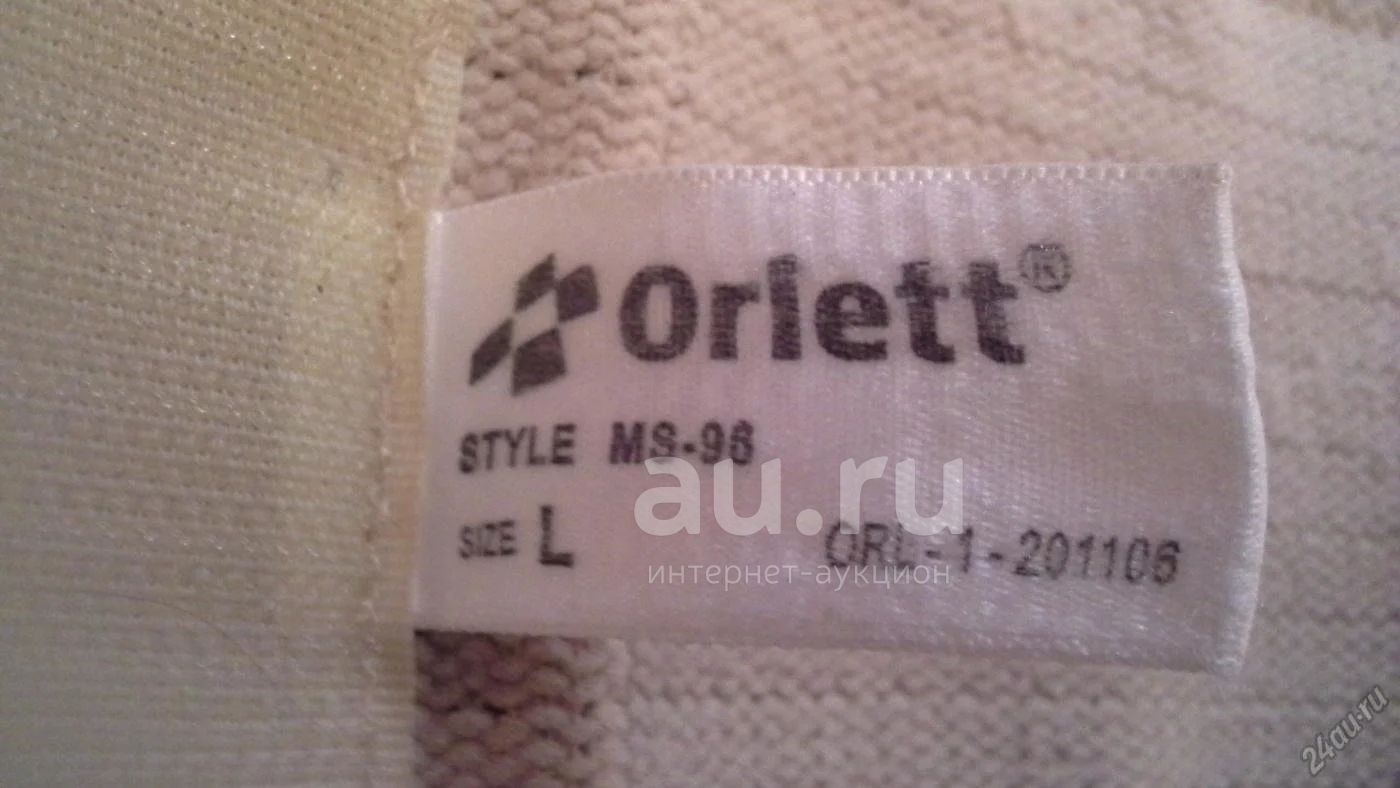 Orlett®
STYLE MS-96
au.ru
SIZE L
ORL-1-201106
интернет-аукцион
24au.ru